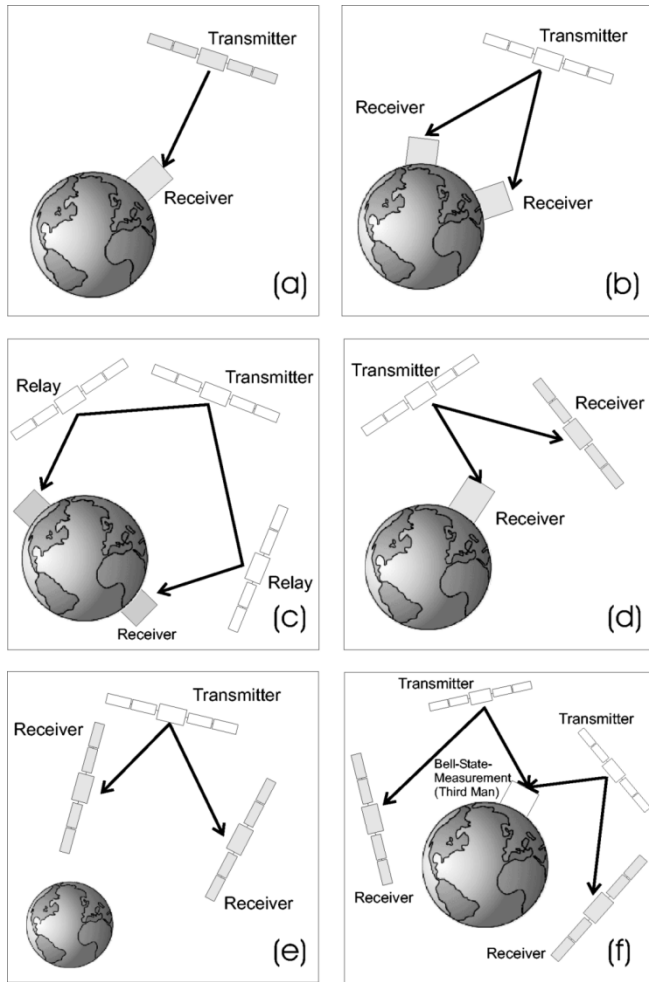 Transmitter
Receiver
(a)
Transmitter
Receiver
Receiver
(b)
Relay
Transmitter
Relay
Receiver
(c)
Transmitter
Receiver
Receiver
(d)
Transmitter
Receiver
Receiver
(e)
Transmitter
Transmitter
Bell-State-
Measurement
(Third Man)
Receiver
Receiver
(f)